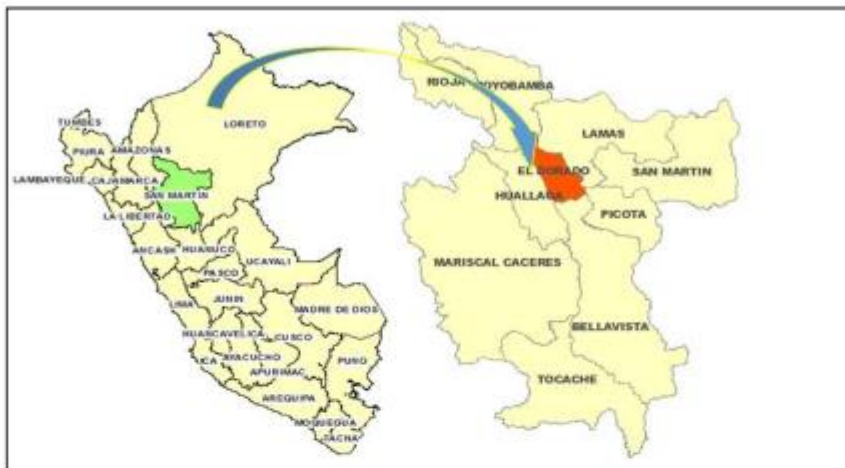 TUMBES
PIURA
AMAZONAS
LORETO
LAMBAYEQUE
CAJAMARCA
SAN MARTIN
LA LIBERTAD
ANCASH
HUANUCO
UCAYALI
PASCO
LIMA
JUNIN
MADRE DE DIOS
HUANCAVELICA
CUSCO
ICA
AYACUCHO
APURIMAC
PUNO
AREQUIPA
MOQUEGUA
TACNA
RIOJA
MOYOBAMBA
LAMAS
EL DORADO
SAN MARTIN
HUALLAGA
PICOTA
MARISCAL CACERES
BELLAVISTA
TOCACHE